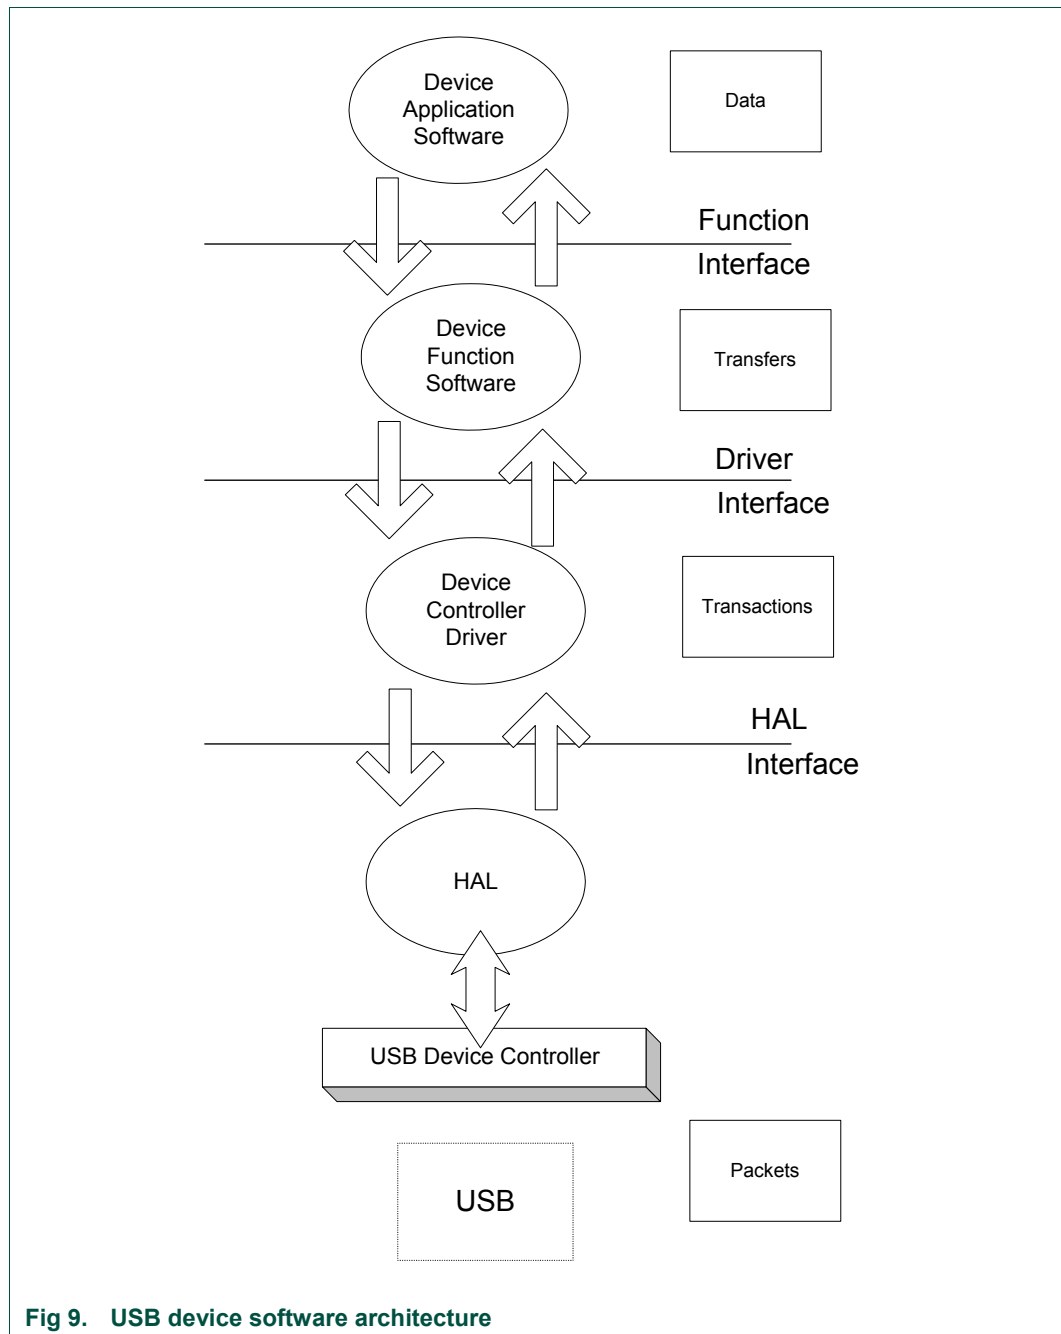 Device
Application
Software
Data
Function
Interface
Device
Function
Software
Transfers
Driver
Interface
Device
Controller
Driver
Transactions
HAL
Interface
HAL
USB Device Controller
Packets
USB
Fig 9. USB device software architecture